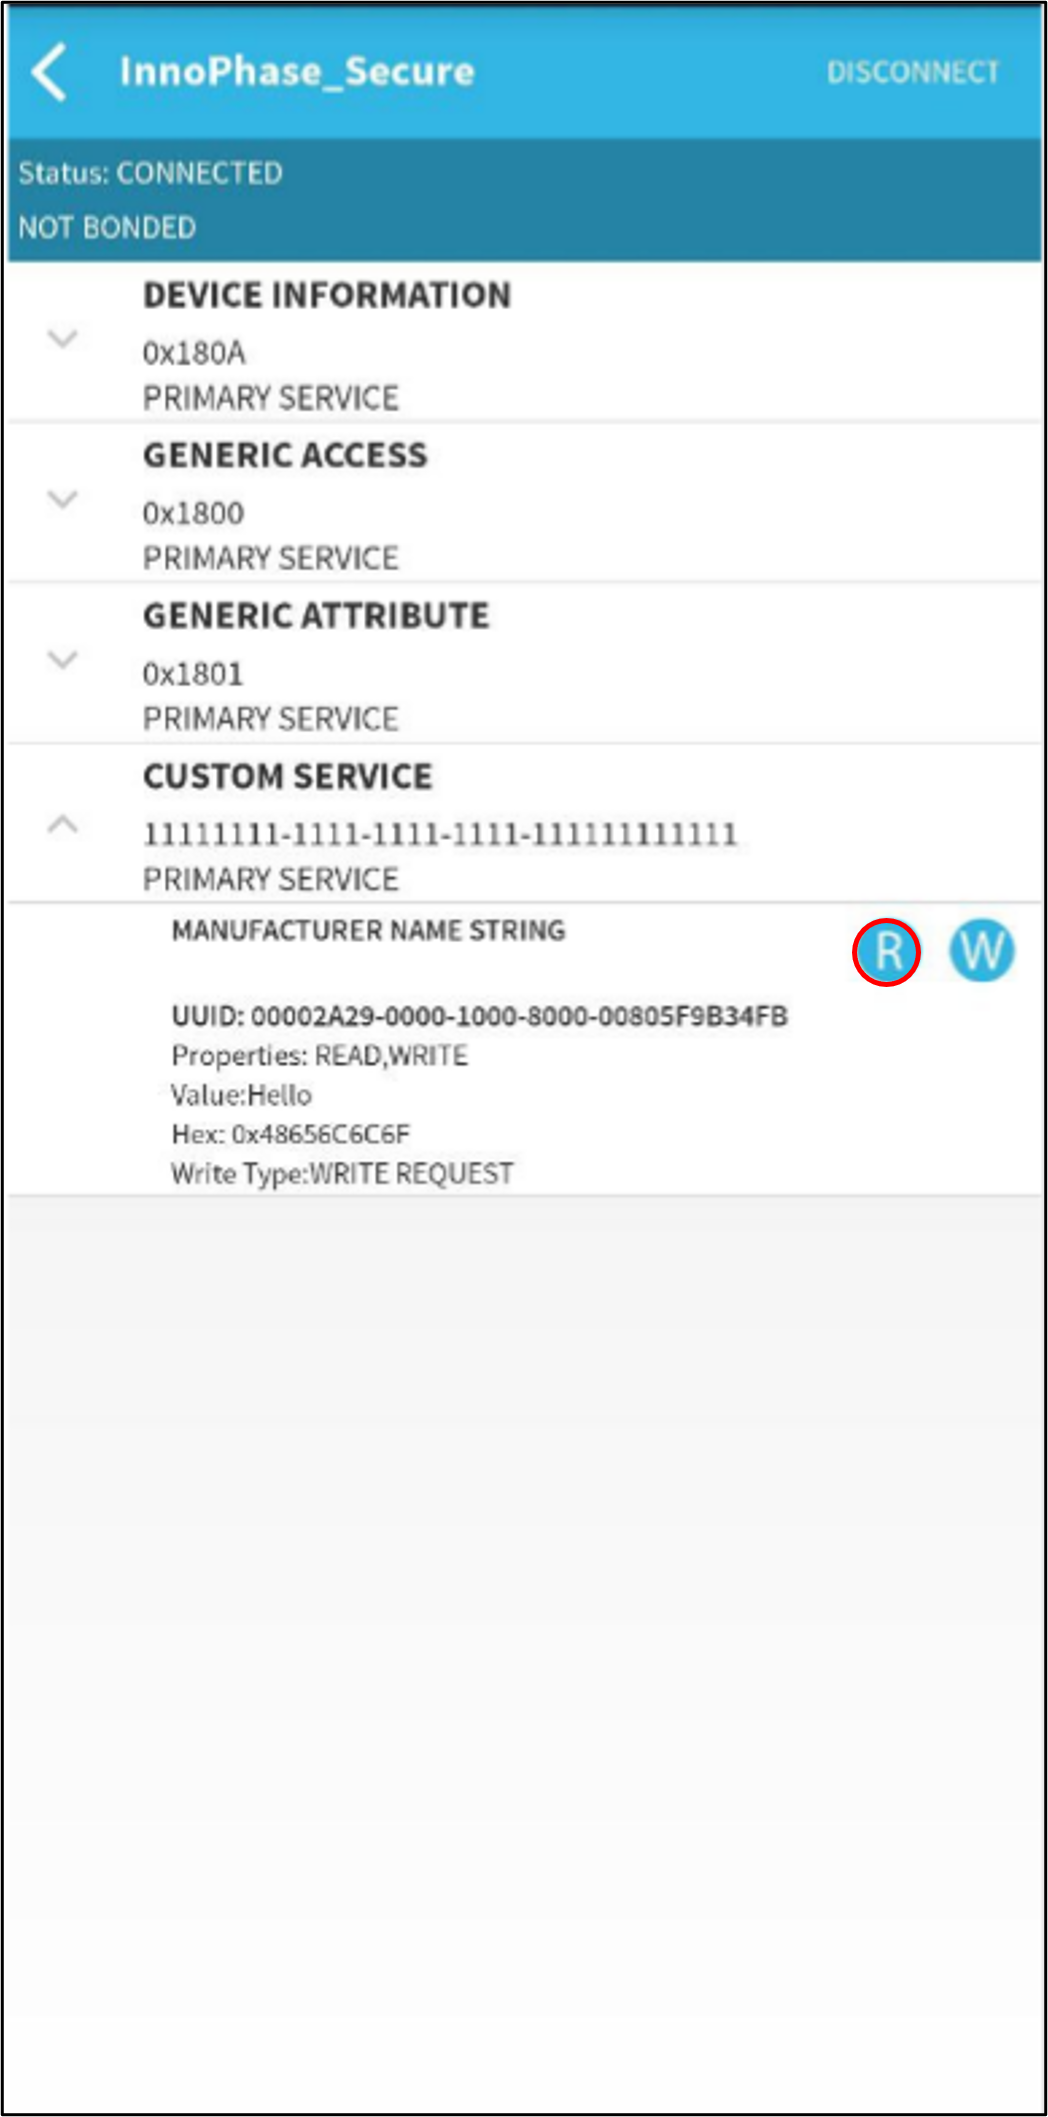 InnoPhase_Secure
DISCONNECT
Status: CONNECTED
NOT BONDED
DEVICE INFORMATION
0x180A
PRIMARY SERVICE
GENERIC ACCESS
0x1800
PRIMARY SERVICE
GENERIC ATTRIBUTE
0x1801
PRIMARY SERVICE
CUSTOM SERVICE
11111111-1111-1111-1111-111111111111
PRIMARY SERVICE
MANUFACTURER NAME STRING
R W
UUID: 00002A29-0000-1000-8000-00805F9B34FB
Properties: READ,WRITE
Value:Hello
Hex: 0x48656C6C6F
Write Type:WRITE REQUEST